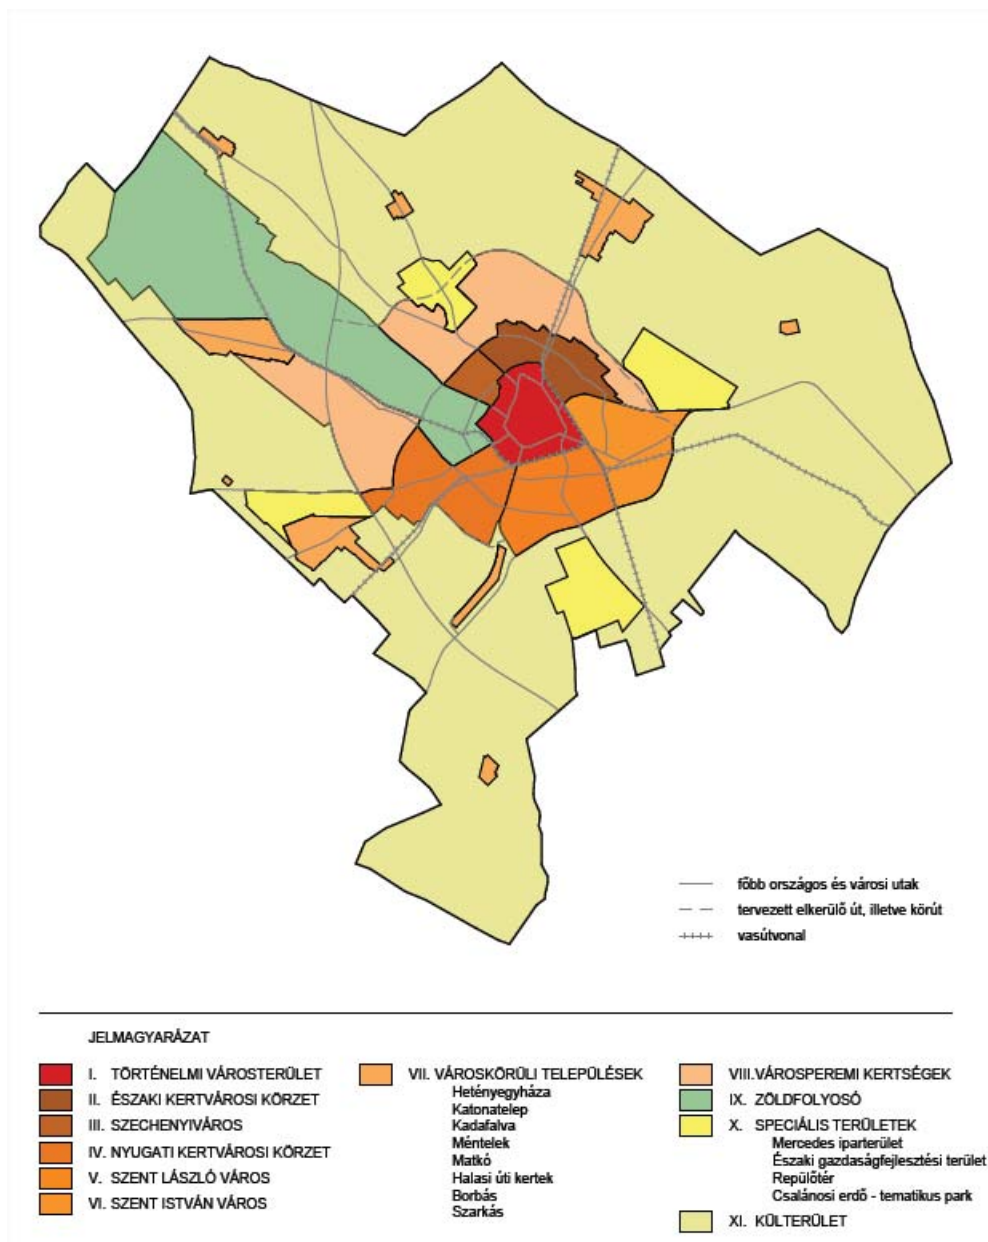 főbb országos és városi utak
tervezett elkerülő út, illetve körút
vasútvonal
JELMAGYARÁZAT
I. TÖRTÉNELMI VÁROSTERÜLET
II. ÉSZAKI KERTVÁROSI KÖRZET
III. SZECHENYIVÁROS
IV. NYUGATI KERTVÁROSI KÖRZET
V. SZENT LÁSZLÓ VÁROS
VI. SZENT ISTVÁN VÁROS
VII. VÁROSKÖRÜLI TELEPÜLÉSEK
Hetényegyháza
Katonatelep
Kadafalva
Méntelek
Matkó
Halasi úti kertek
Borbás
Szarkás
VIII.VÁROSPEREMI KERTSÉGEK
IX. ZÖLDFOLYOSÓ
X. SPECIÁLIS TERÜLETEK
Mercedes iparterület
Északi gazdaságfejlesztési terület
Repülőtér
Csalánosi erdő - tematikus park
XI. KÜLTERÜLET